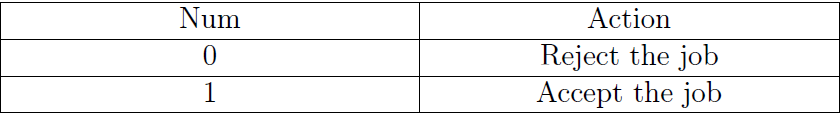 Num Action
0 Reject the job
1 Accept the job